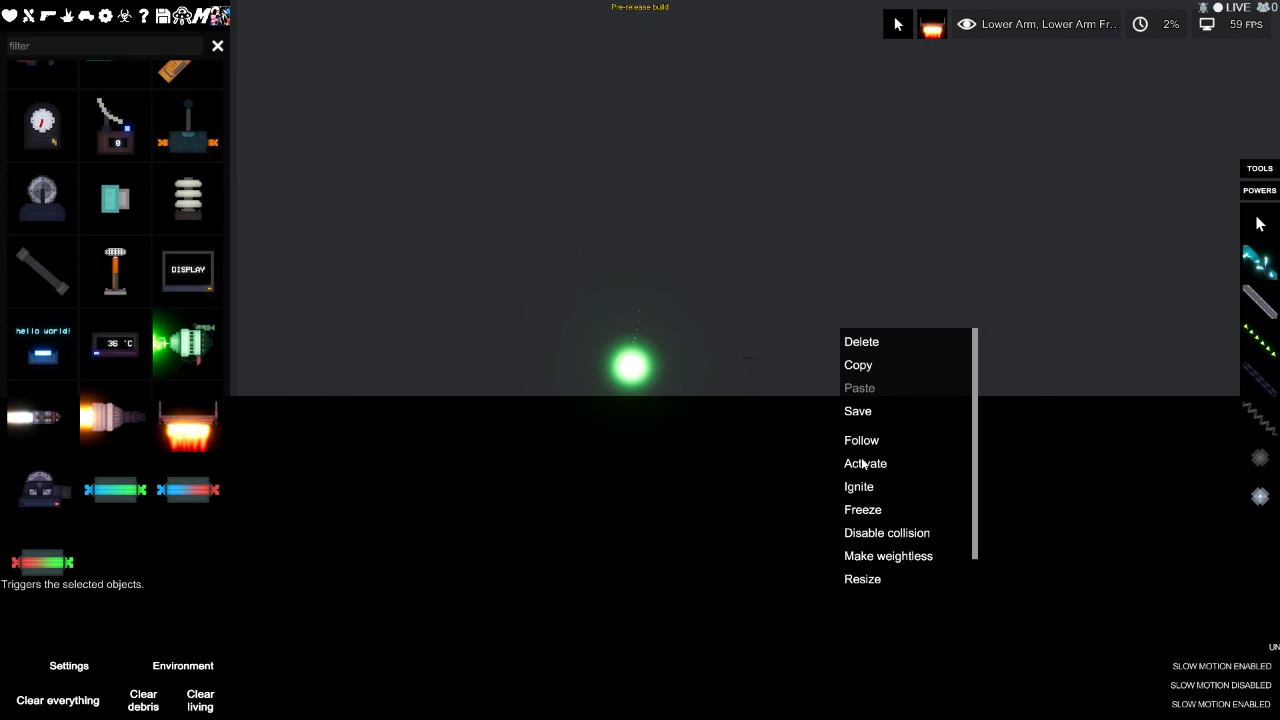 Pre-release build
LIVE
0
Lower Arm, Lower Arm Fr...
2%
59 FPS
filter
0
DISPLAY
hello world!
36 °C
Triggers the selected objects.
Settings
Environment
Clear everything
Clear
debris
Clear
living
Delete
Copy
Paste
Save
Follow
Activate
Ignite
Freeze
Disable collision
Make weightless
Resize
TOOLS
POWERS
UN
SLOW MOTION ENABLED
SLOW MOTION DISABLED
SLOW MOTION ENABLED